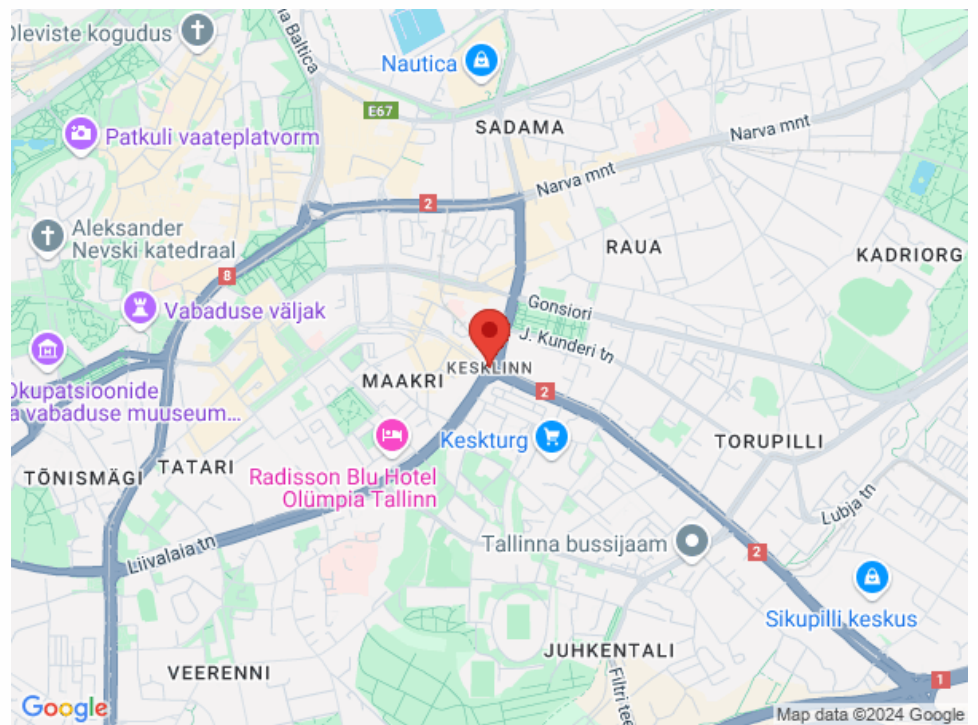 Oleviste kogudus
Baltica
Nautica
E67
SADAMA
Narva mnt
Patkuli vaateplatvorm
Narva mnt
2
Aleksander
Nevski katedraal
RAUA
KADRIORG
8
Vabaduse väljak
Gonsiori
J. Kunderi tn
KESKLINN
Okupatsioonide
a vabaduse muuseum...
MAAKRI
2
Keskturg
TORUPILLI
TATARI
TÕNISMÄGI
Radisson Blu Hotel
Olümpia Tallinn
Lubja tn
Liivalaia tn
Tallinna bussijaam
2
Sikupilli keskus
JUHKENTALI
VEERENNI
Filtri tee
1
Google
Map data ©2024 Google